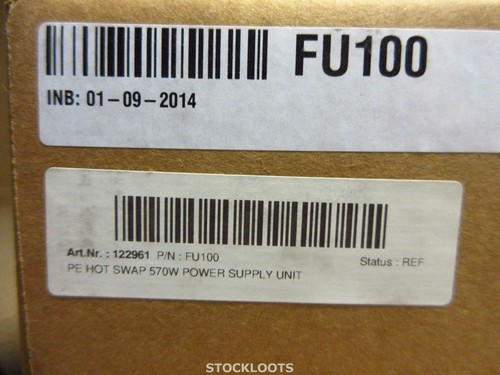 FU100
INB: 01-09-2014
Art.Nr. : 122961 P/N : FU100
Status : REF
PE HOT SWAP 570W POWER SUPPLY UNIT
STOCKLOOTS